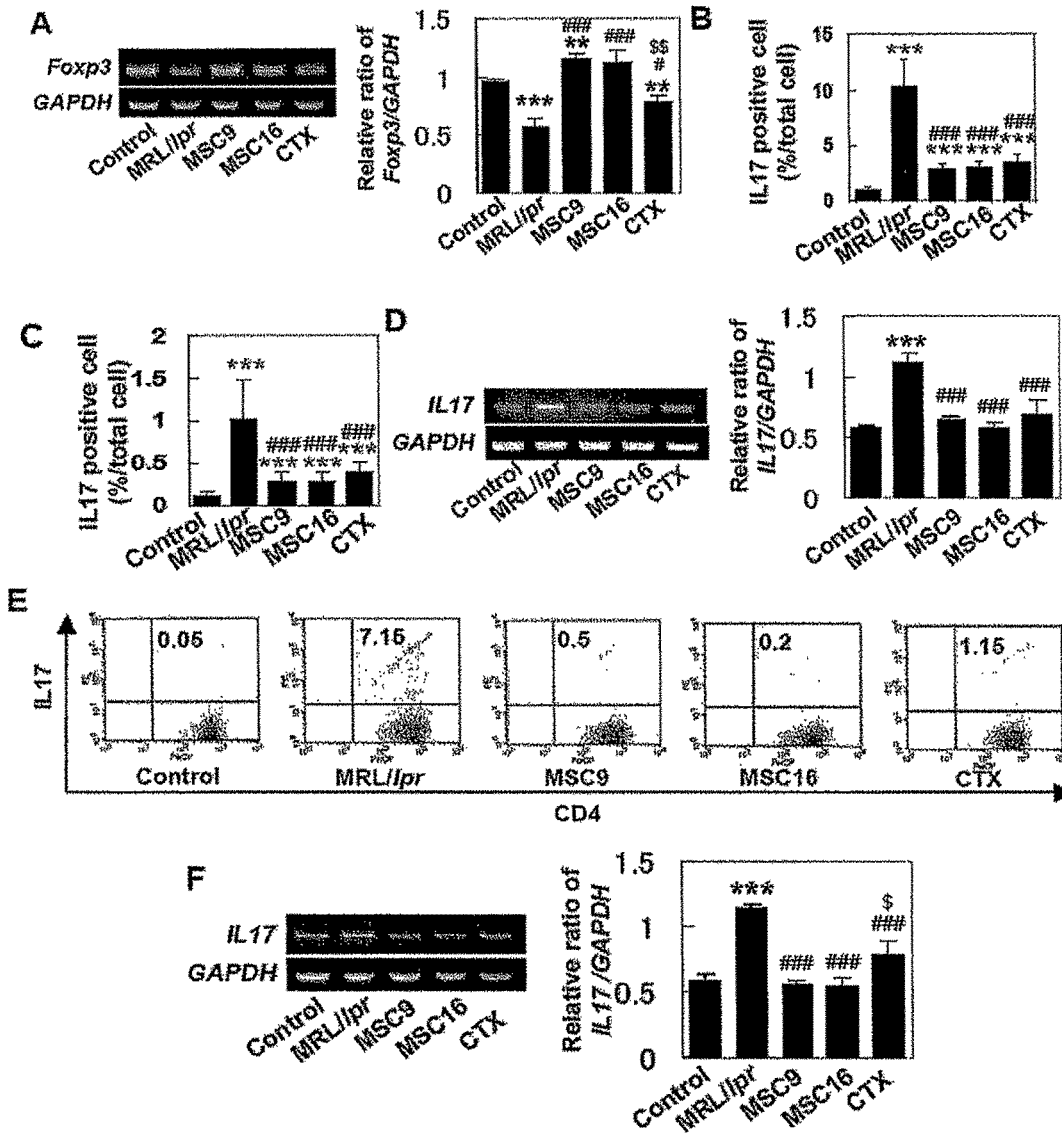 A
Foxp3
GAPDH
Control
MRL/lpr
MSC9
MSC16
CTX
Relative ratio of
Foxp3/GAPDH
1.5
1
0.5
0
***
###
**
###
$$
#
**
Control
MRL/lpr
MSC9
MSC16
CTX
B
IL17 positive cell
(%/total cell)
15
10
5
0
***
###
***
###
***
###
***
Control
MRL/lpr
MSC9
MSC16
CTX
C
IL17 positive cell
(%/total cell)
2
1.5
1
0.5
0
***
###
***
###
***
###
***
Control
MRL/lpr
MSC9
MSC16
CTX
D
IL17
GAPDH
Control
MRL/lpr
MSC9
MSC16
CTX
Relative ratio of
IL17/GAPDH
1.5
1
0.5
0
***
###
###
###
Control
MRL/lpr
MSC9
MSC16
CTX
E
IL17
0.05
7.15
0.5
0.2
1.15
Control
MRL/lpr
MSC9
MSC16
CTX
CD4
F
IL17
GAPDH
Control
MRL/lpr
MSC9
MSC16
CTX
Relative ratio of
IL17/GAPDH
1.5
1
0.5
0
***
###
###
$
###
Control
MRL/lpr
MSC9
MSC16
CTX